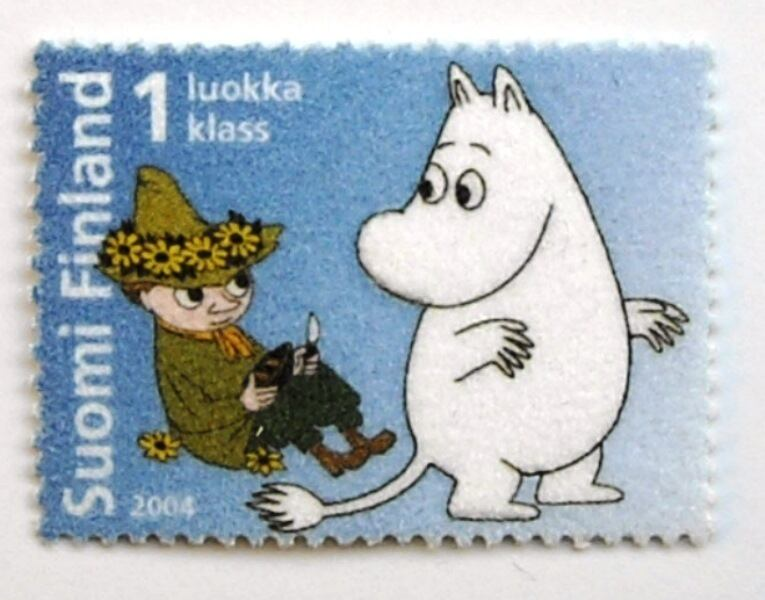 Suomi Finland
1
luokka
klass
2004